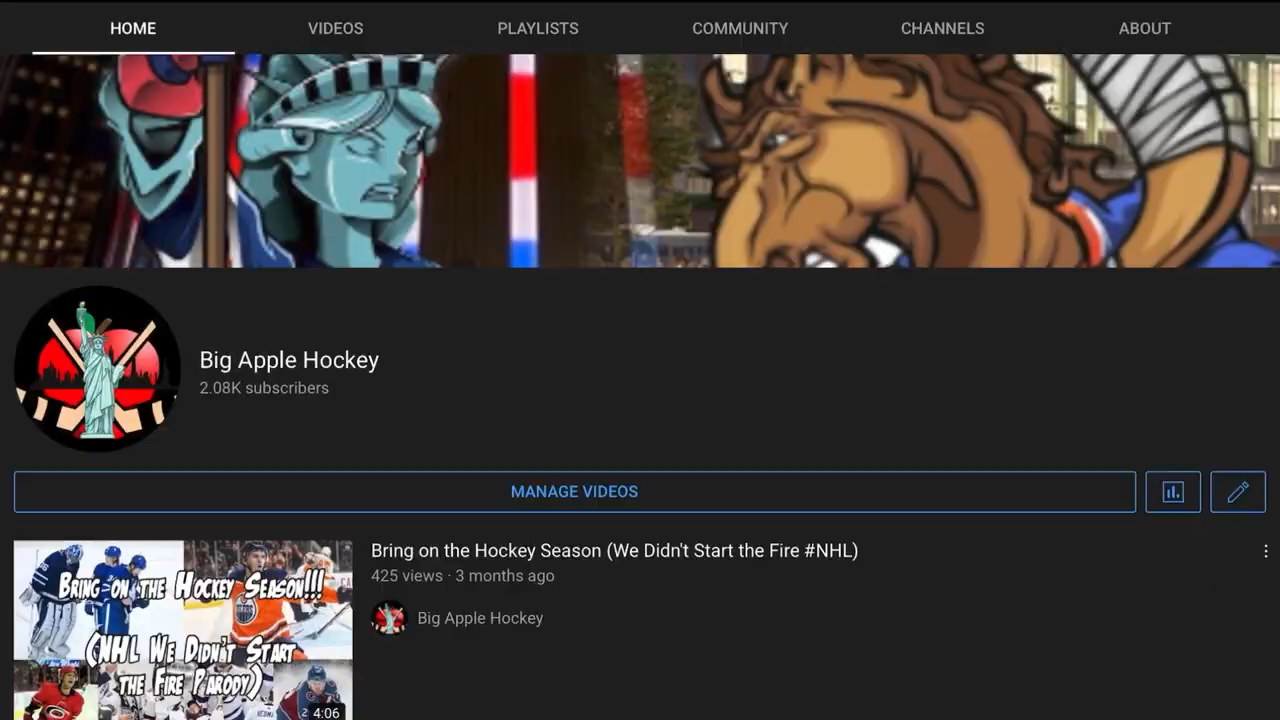 HOME
VIDEOS
PLAYLISTS
COMMUNITY
CHANNELS
ABOUT
Big Apple Hockey
2.08K subscribers
MANAGE VIDEOS
BRING ON THE HOCKEY SEASON!!!
(NHL WE DIDN'T START
THE FIRE PARODY)
4:06
Bring on the Hockey Season (We Didn't Start the Fire #NHL)
425 views · 3 months ago
Big Apple Hockey